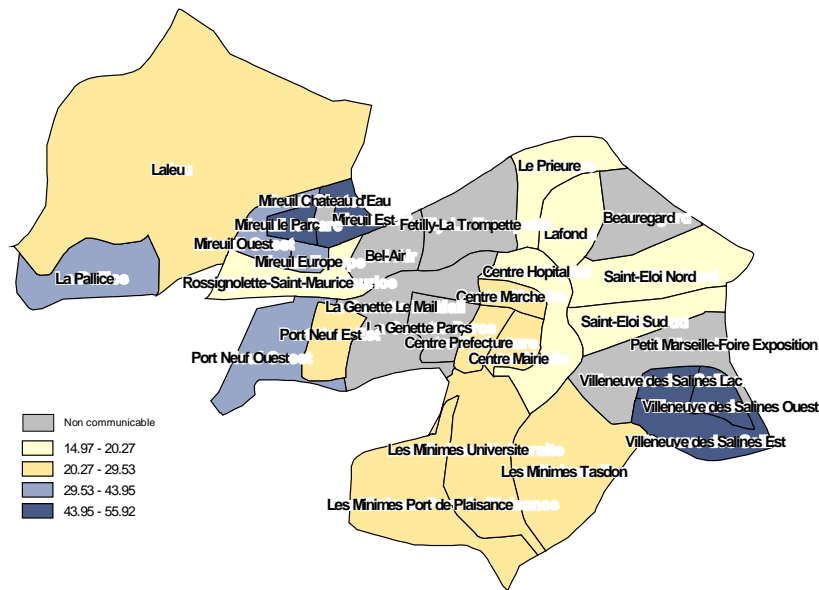 Le Prieure
Laleu
Mireuil Chateau d'Eau
Mireuil le Parc
Mireuil Est
Fetilly-La Trompette
Beauregard
Lafond
Mireuil Ouest
Bel-Air
Mireuil Europe
Centre Hopital
La Pallice
Rossignolette-Saint-Maurice
Saint-Eloi Nord
Centre Marche
La Genette Le Mail
Saint-Eloi Sud
Port Neuf Est
La Genette Parcs
Centre Prefecture
Petit Marseille-Foire Exposition
Port Neuf Ouest
Centre Mairie
Villeneuve des Salines Lac
Villeneuve des Salines Ouest
Non communicable
Villeneuve des Salines Est
14.97 - 20.27
Les Minimes Universite
20.27 - 29.53
Les Minimes Tasdon
29.53 - 43.95
Les Minimes Port de Plaisance
43.95 - 55.92